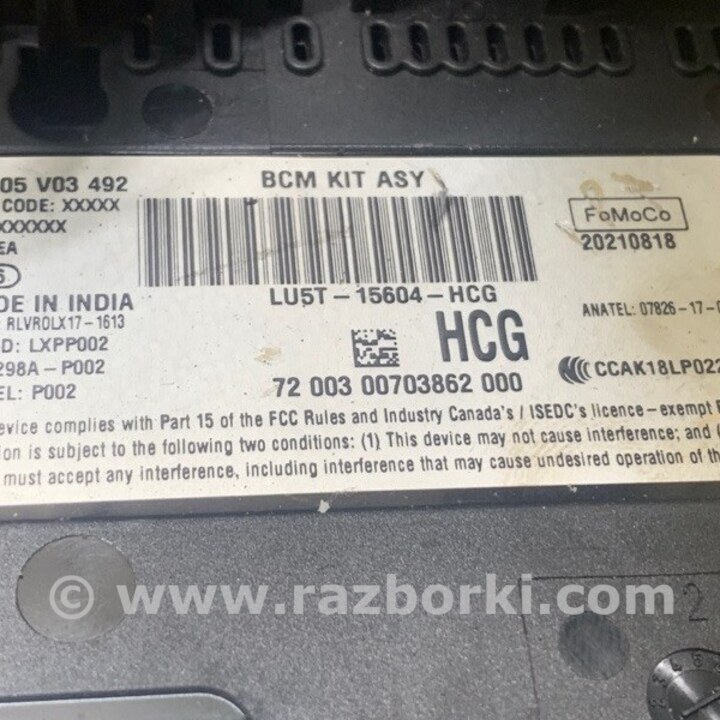 05 V03 492
BCM KIT ASY
CODE: XXXXX
XXXXXX
FoMoCo
20210818
EA
DE IN INDIA
LU5T-15604-HCG
ANATEL: 07826-17-
: RLVROLX17-1613
HCG
D: LXPP002
298A-P002
CCAK18LP022
EL: P002
72 003 00703862 000
evice complies with Part 15 of the FCC Rules and Industry Canada's / ISEDC's licence-exempt
ion is subject to the following two conditions: (1) This device may not cause interference; and (
must accept any interference, including interference that may cause undesired operation of the
© www.razborki.com
2